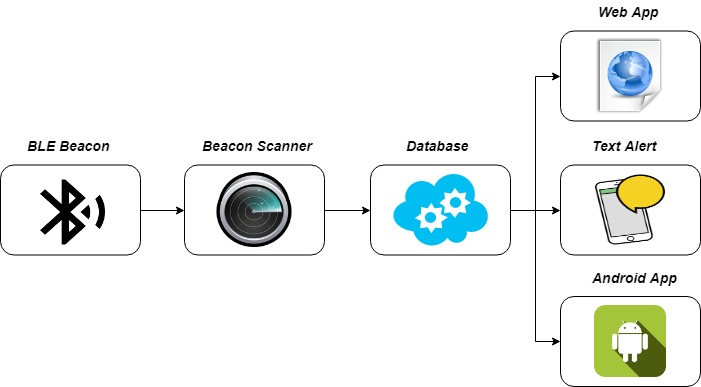 Web App
BLE Beacon
Beacon Scanner
Database
Text Alert
Android App